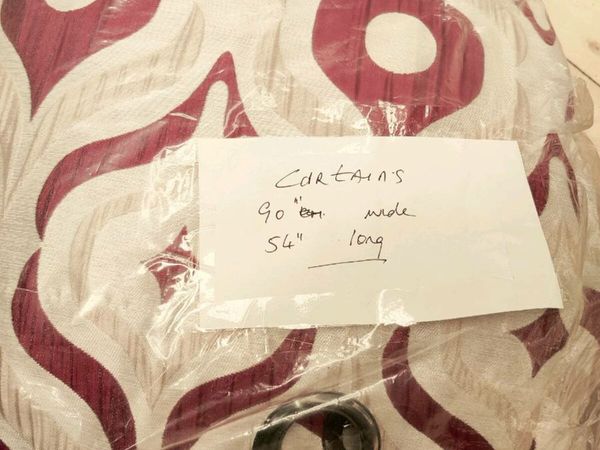 CURTAINS
90" wide
54" long